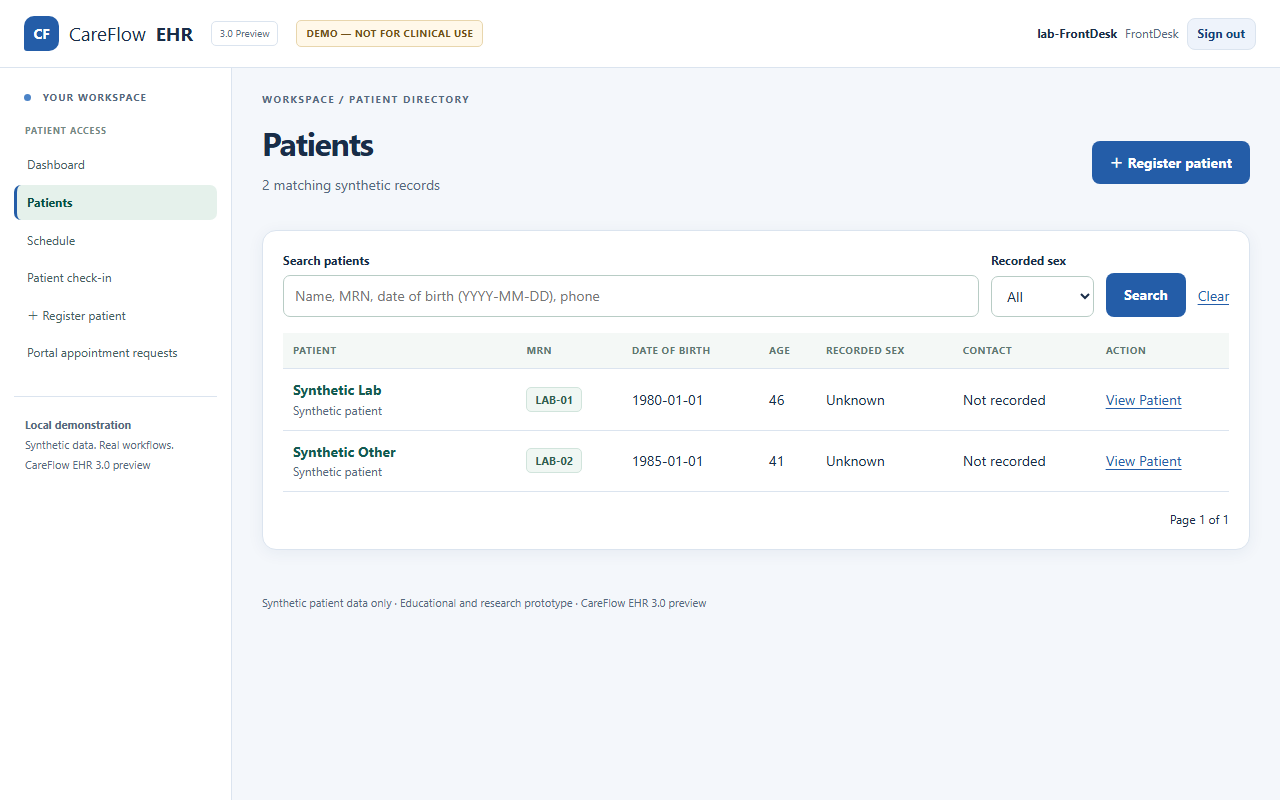 CF CareFlow EHR 3.0 Preview DEMO — NOT FOR CLINICAL USE lab-FrontDesk FrontDesk Sign out
YOUR WORKSPACE
PATIENT ACCESS
Dashboard
Patients
Schedule
Patient check-in
+ Register patient
Portal appointment requests
Local demonstration
Synthetic data. Real workflows.
CareFlow EHR 3.0 preview
WORKSPACE / PATIENT DIRECTORY
Patients
2 matching synthetic records
+ Register patient
Search patients Recorded sex
Name, MRN, date of birth (YYYY-MM-DD), phone All Search Clear
PATIENT MRN DATE OF BIRTH AGE RECORDED SEX CONTACT ACTION
Synthetic Lab LAB-01 1980-01-01 46 Unknown Not recorded View Patient
Synthetic patient
Synthetic Other LAB-02 1985-01-01 41 Unknown Not recorded View Patient
Synthetic patient
Page 1 of 1
Synthetic patient data only · Educational and research prototype · CareFlow EHR 3.0 preview